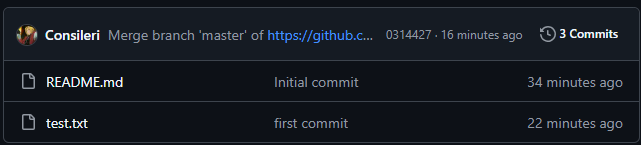 Consileri Merge branch 'master' of https://github.c... 0314427 · 16 minutes ago 3 Commits
README.md Initial commit 34 minutes ago
test.txt first commit 22 minutes ago